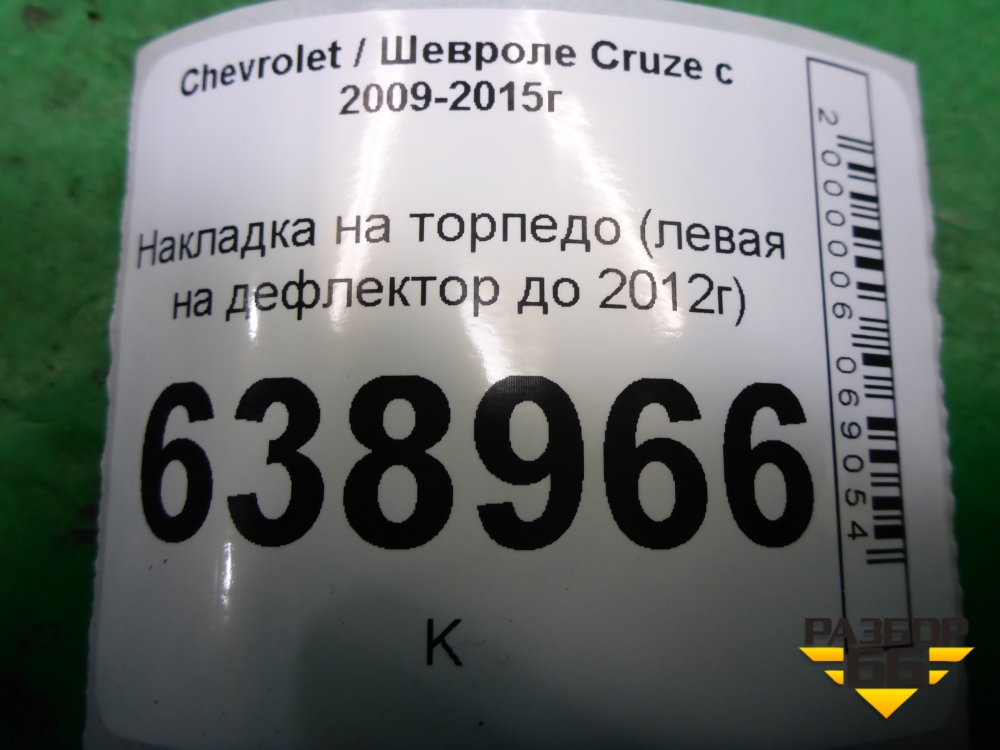 Chevrolet / Шевроле Cruze с
2009-2015г
Накладка на торпедо (левая
на дефлектор до 2012г)
638966
К
2000006069054
РАЗБОР
66